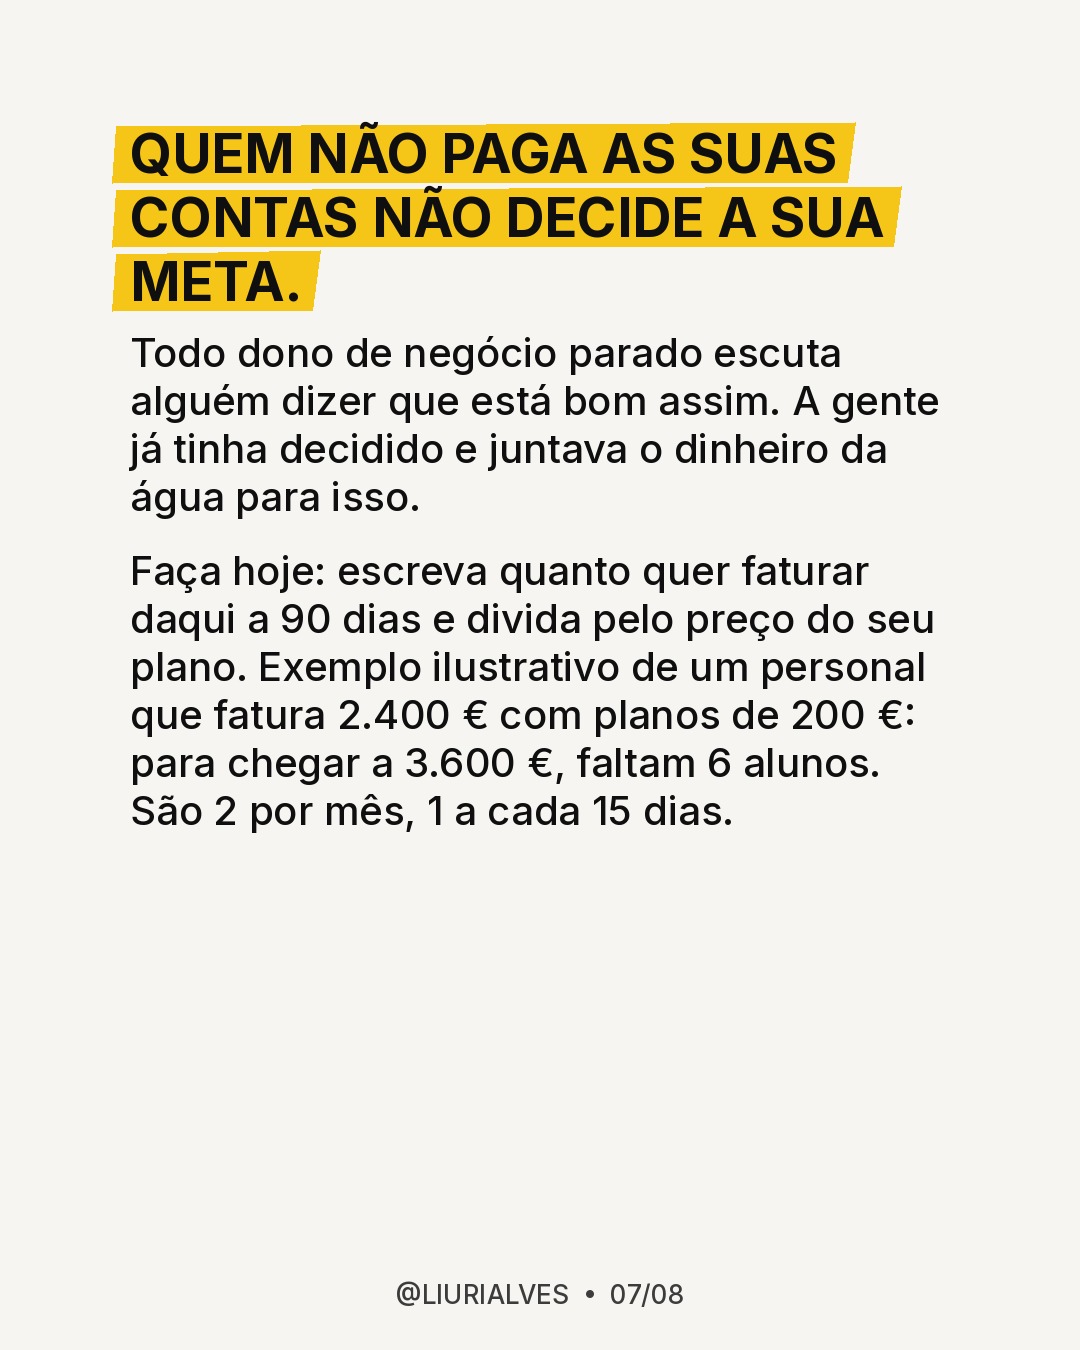 QUEM NÃO PAGA AS SUAS
CONTAS NÃO DECIDE A SUA
META.
Todo dono de negócio parado escuta
alguém dizer que está bom assim. A gente
já tinha decidido e juntava o dinheiro da
água para isso.
Faça hoje: escreva quanto quer faturar
daqui a 90 dias e divida pelo preço do seu
plano. Exemplo ilustrativo de um personal
que fatura 2.400 € com planos de 200 €:
para chegar a 3.600 €, faltam 6 alunos.
São 2 por mês, 1 a cada 15 dias.
@LIURIALVES • 07/08